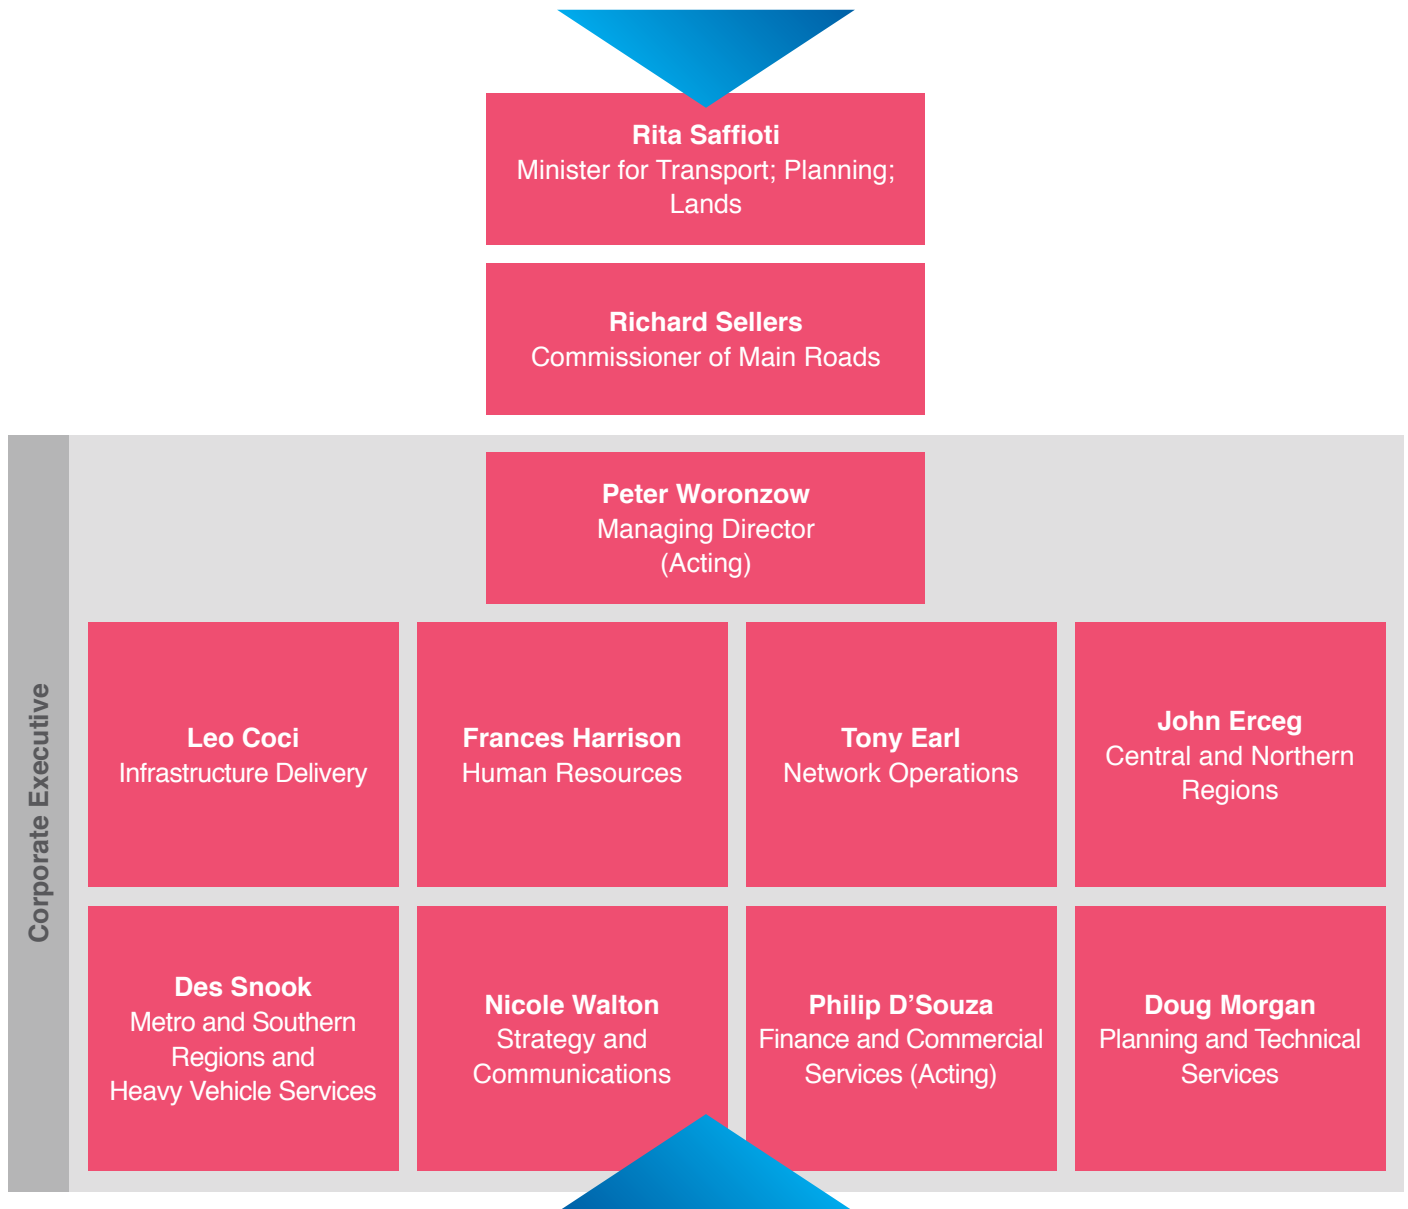 Rita Saffioti
Minister for Transport; Planning;
Lands
Richard Sellers
Commissioner of Main Roads
Corporate Executive
Peter Woronzow
Managing Director
(Acting)
Leo Coci
Infrastructure Delivery
Frances Harrison
Human Resources
Tony Earl
Network Operations
John Erceg
Central and Northern
Regions
Des Snook
Metro and Southern
Regions and
Heavy Vehicle Services
Nicole Walton
Strategy and
Communications
Philip D’Souza
Finance and Commercial
Services (Acting)
Doug Morgan
Planning and Technical
Services